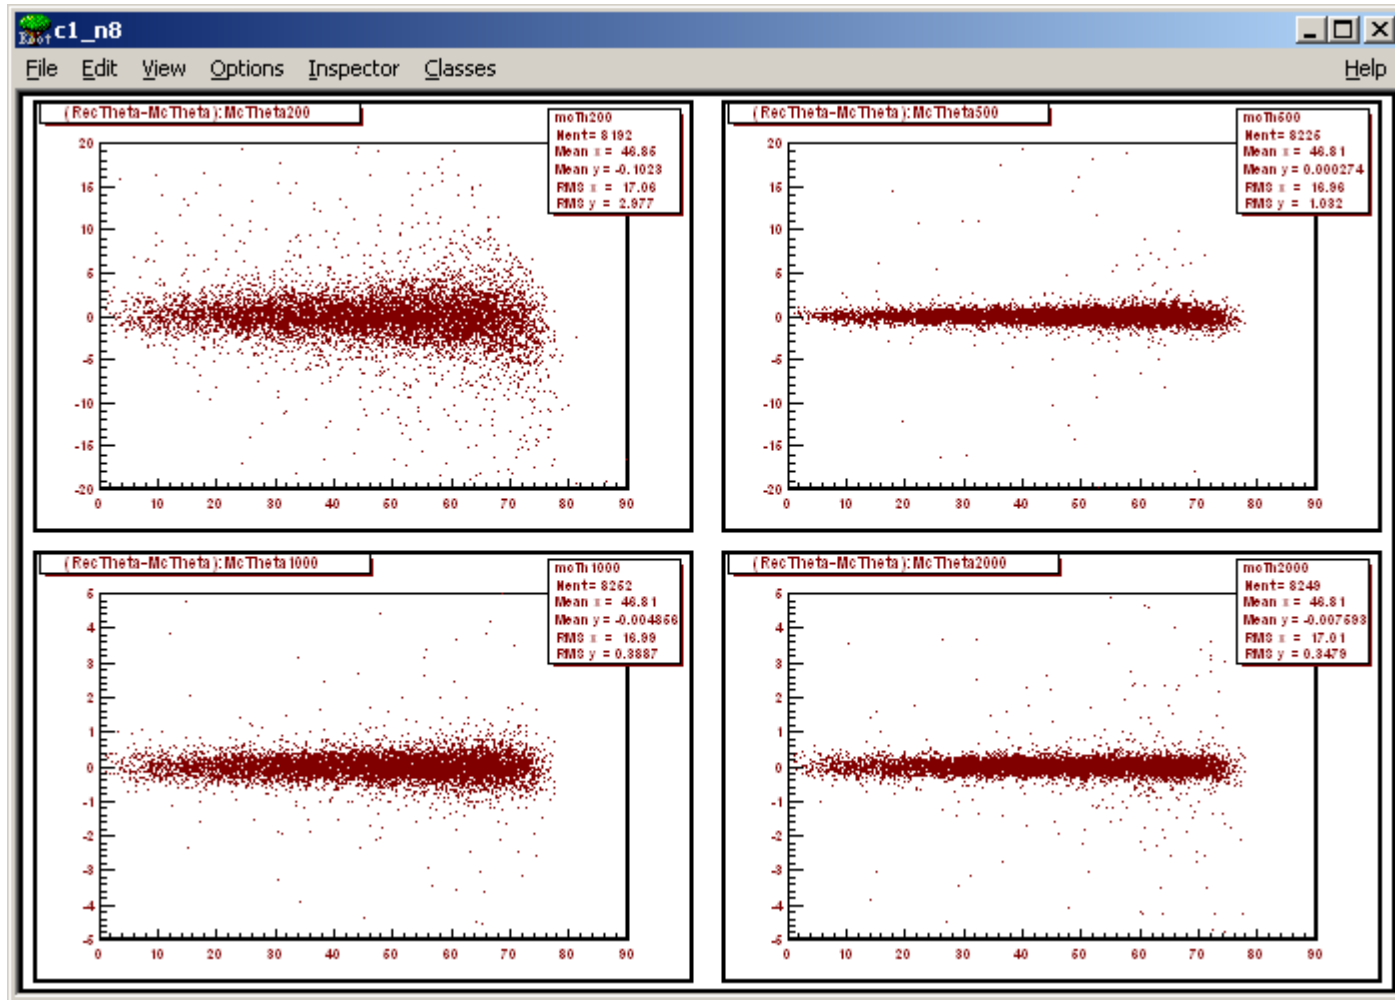 c1_n8
File Edit View Options Inspector Classes Help
(RecTheta-McTheta):McTheta200
moTh200
Nent= 8192
Mean x = 46.85
Mean y = -0.1023
RMS x = 17.06
RMS y = 2.977
20
15
10
5
0
-5
-10
-15
-20
0 10 20 30 40 50 60 70 80 90
(RecTheta-McTheta):McTheta500
moTh500
Nent= 8225
Mean x = 46.81
Mean y = 0.000274
RMS x = 16.96
RMS y = 1.032
20
15
10
5
0
-5
-10
-15
-20
0 10 20 30 40 50 60 70 80 90
(RecTheta-McTheta):McTheta1000
moTh1000
Nent= 8252
Mean x = 46.81
Mean y = -0.004856
RMS x = 16.99
RMS y = 0.3887
5
4
3
2
1
0
-1
-2
-3
-4
-5
0 10 20 30 40 50 60 70 80 90
(RecTheta-McTheta):McTheta2000
moTh2000
Nent= 8249
Mean x = 46.81
Mean y = -0.007593
RMS x = 17.01
RMS y = 0.3479
5
4
3
2
1
0
-1
-2
-3
-4
-5
0 10 20 30 40 50 60 70 80 90